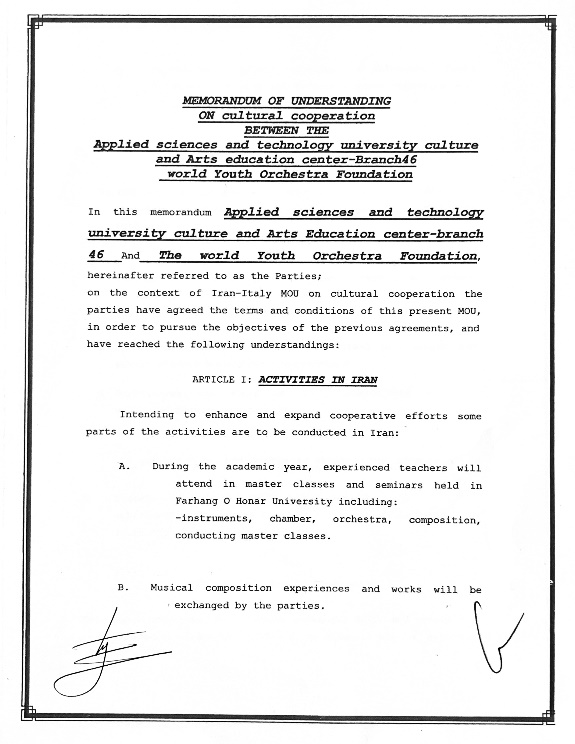 MEMORANDUM OF UNDERSTANDING
ON cultural cooperation
BETWEEN THE
Applied sciences and technology university culture
and Arts education center-Branch46
world Youth Orchestra Foundation
In this memorandum Applied sciences and technology
university culture and Arts Education center-branch
46 And The world Youth Orchestra Foundation,
hereinafter referred to as the Parties;
on the context of Iran-Italy MOU on cultural cooperation the
parties have agreed the terms and conditions of this present MOU,
in order to pursue the objectives of the previous agreements, and
have reached the following understandings:
ARTICLE I: ACTIVITIES IN IRAN
Intending to enhance and expand cooperative efforts some
parts of the activities are to be conducted in Iran:
A. During the academic year, experienced teachers will
attend in master classes and seminars held in
Farhang O Honar University including:
-instruments, chamber, orchestra, composition,
conducting master classes.
B. Musical composition experiences and works will be
exchanged by the parties.